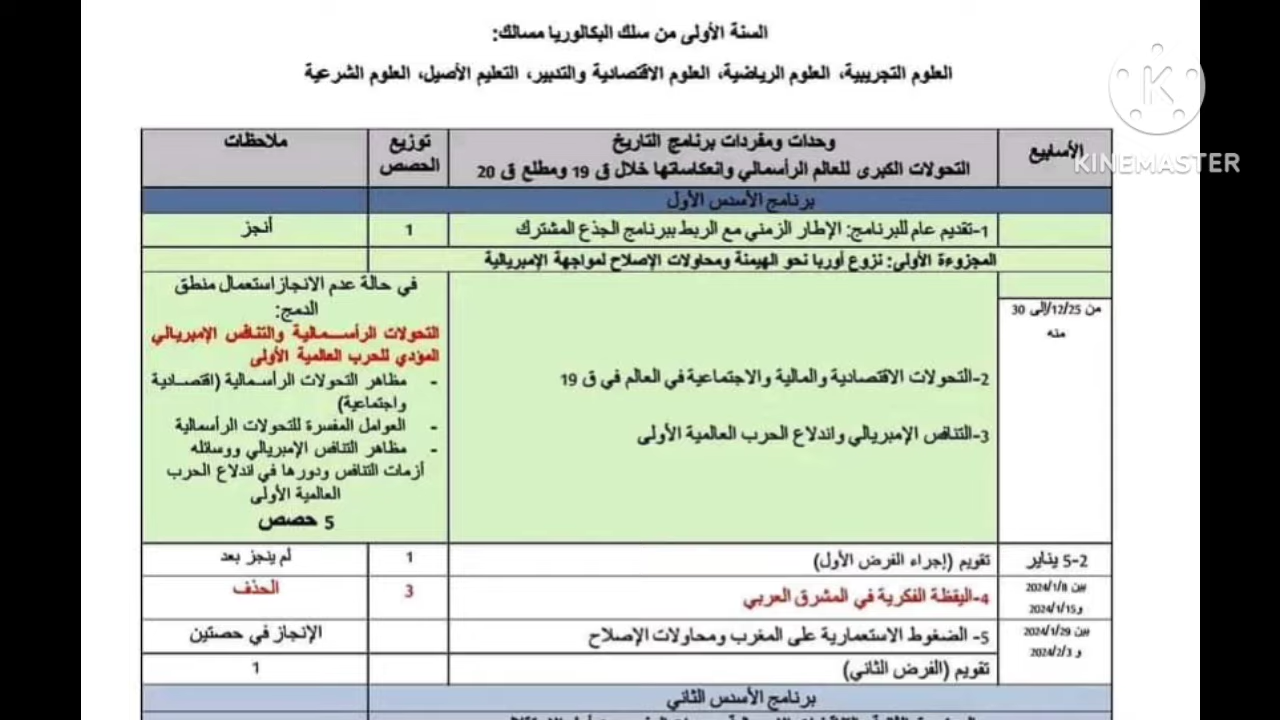 السنة الأولى من سلك البكالوريا مسالك:
العلوم التجريبية، العلوم الرياضية، العلوم الاقتصادية والتدبير، التعليم الأصيل، العلوم الشرعية
KINEMASTER
الأسابيع
وحدات ومفردات برنامج التاريخ
التحولات الكبرى للعالم الرأسمالي وانعكاساتها خلال ق 19 ومطلع ق 20
توزيع
الحصص
ملاحظات
برنامج الأسدس الأول
1-تقديم عام للبرنامج: الإطار الزمني مع الربط ببرنامج الجذع المشترك
1
أنجز
المجزوءة الأولى: نزوع أوربا نحو الهيمنة ومحاولات الإصلاح لمواجهة الإمبريالية
من 12/25/إلى 30
منه
2-التحولات الاقتصادية والمالية والاجتماعية في العالم في ق 19
3-التنافس الإمبريالي واندلاع الحرب العالمية الأولى
في حالة عدم الانجاز استعمال منطق
الدمج:
التحولات الرأسمالية والتنافس الإمبريالي
المؤدي للحرب العالمية الأولى
- مظاهر التحولات الرأسمالية (اقتصادية
واجتماعية)
- العوامل المفسرة للتحولات الرأسمالية
- مظاهر التنافس الإمبريالي ووسائله
أزمات التنافس ودورها في اندلاع الحرب
العالمية الأولى
5 حصص
2-5 يناير
تقويم (إجراء الفرض الأول)
1
لم ينجز بعد
بين 2024/1/8
و2024/1/15
4-اليقظة الفكرية في المشرق العربي
3
الحذف
بين 2024/1/29
و 2024/2/3
5- الضغوط الاستعمارية على المغرب ومحاولات الإصلاح
الإنجاز في حصتين
تقويم (الفرض الثاني)
1
برنامج الأسدس الثاني